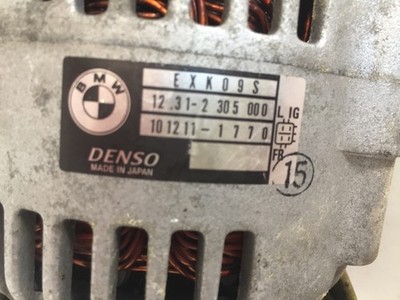 BMW
EXK09S
12.31-2 305 000
101211-1770
L IG
FR
DENSO
MADE IN JAPAN
15